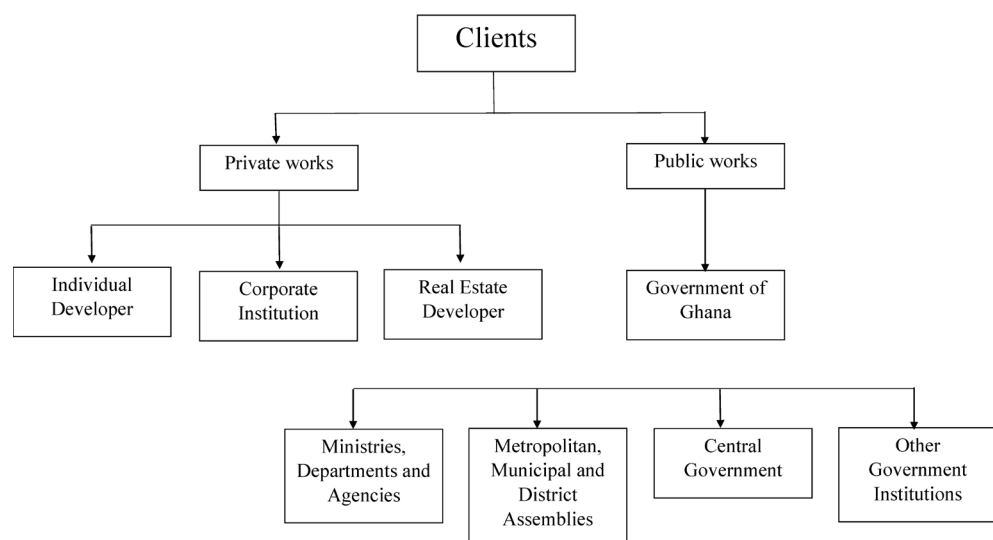 Clients
Private works
Public works
Individual
Developer
Corporate
Institution
Real Estate
Developer
Government of
Ghana
Ministries,
Departments and
Agencies
Metropolitan,
Municipal and
District
Assemblies
Central
Government
Other
Government
Institutions